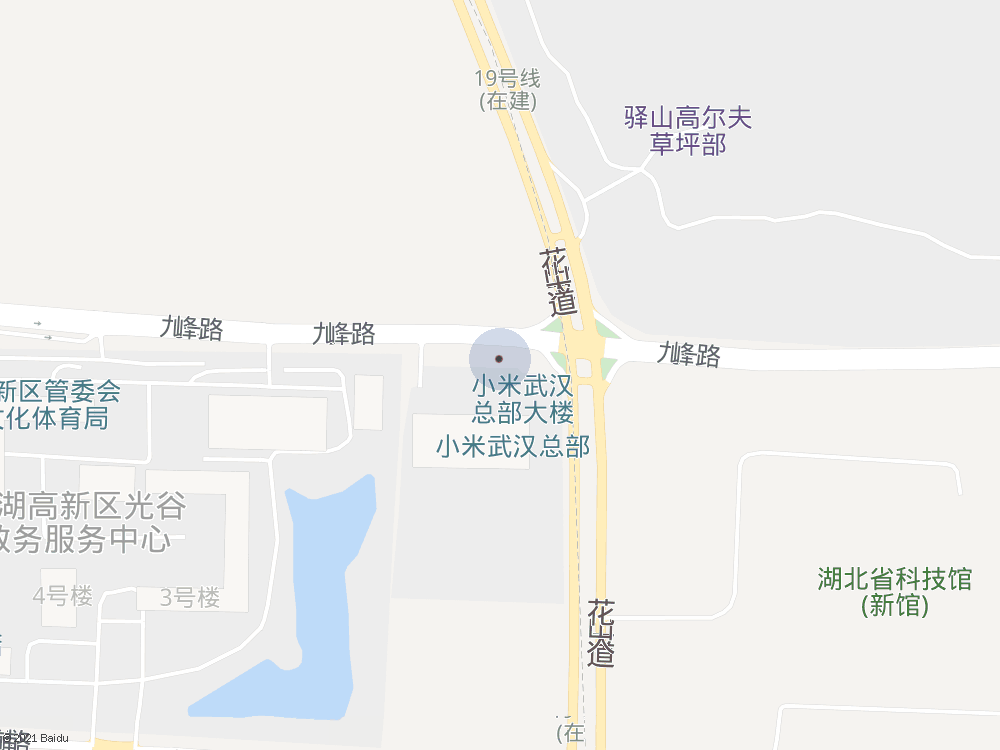 19号线
(在建)
驿山高尔夫
草坪部
花山大道
九峰路
九峰路
九峰路
小米武汉
总部大楼
小米武汉总部
新区管委会
文化体育局
湖高新区光谷
政务服务中心
4号楼
3号楼
湖北省科技馆
(新馆)
花山大道
(在
2021 Baidu